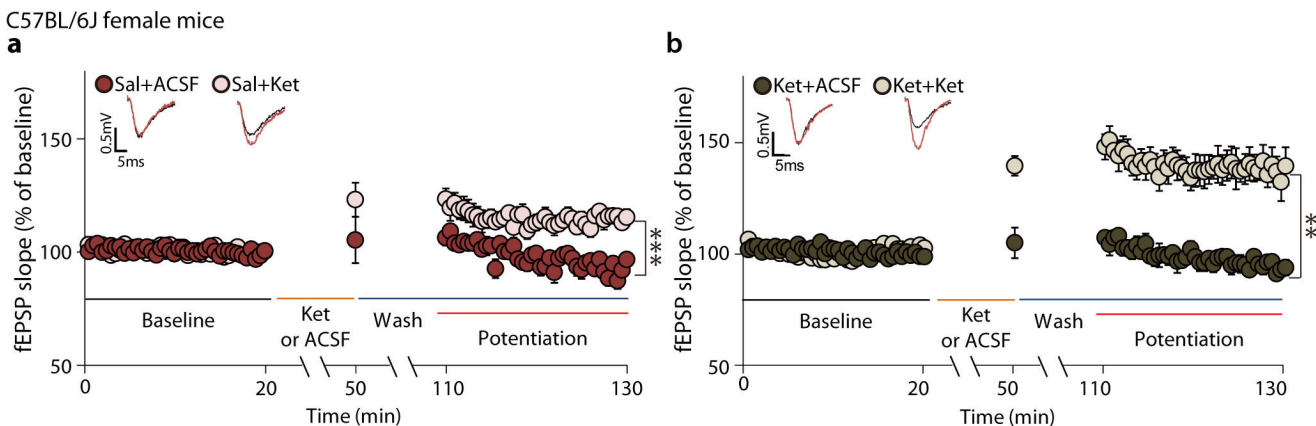 C57BL/6J female mice
a
Sal+ACSF Sal+Ket
0.5mV
5ms
fEPSP slope (% of baseline)
150
100
50
***
Baseline
Ket
or ACSF
Wash
Potentiation
0 20 50 110 130
Time (min)
b
Ket+ACSF Ket+Ket
0.5mV
5ms
fEPSP slope (% of baseline)
150
100
50
**
Baseline
Ket
or ACSF
Wash
Potentiation
0 20 50 110 130
Time (min)